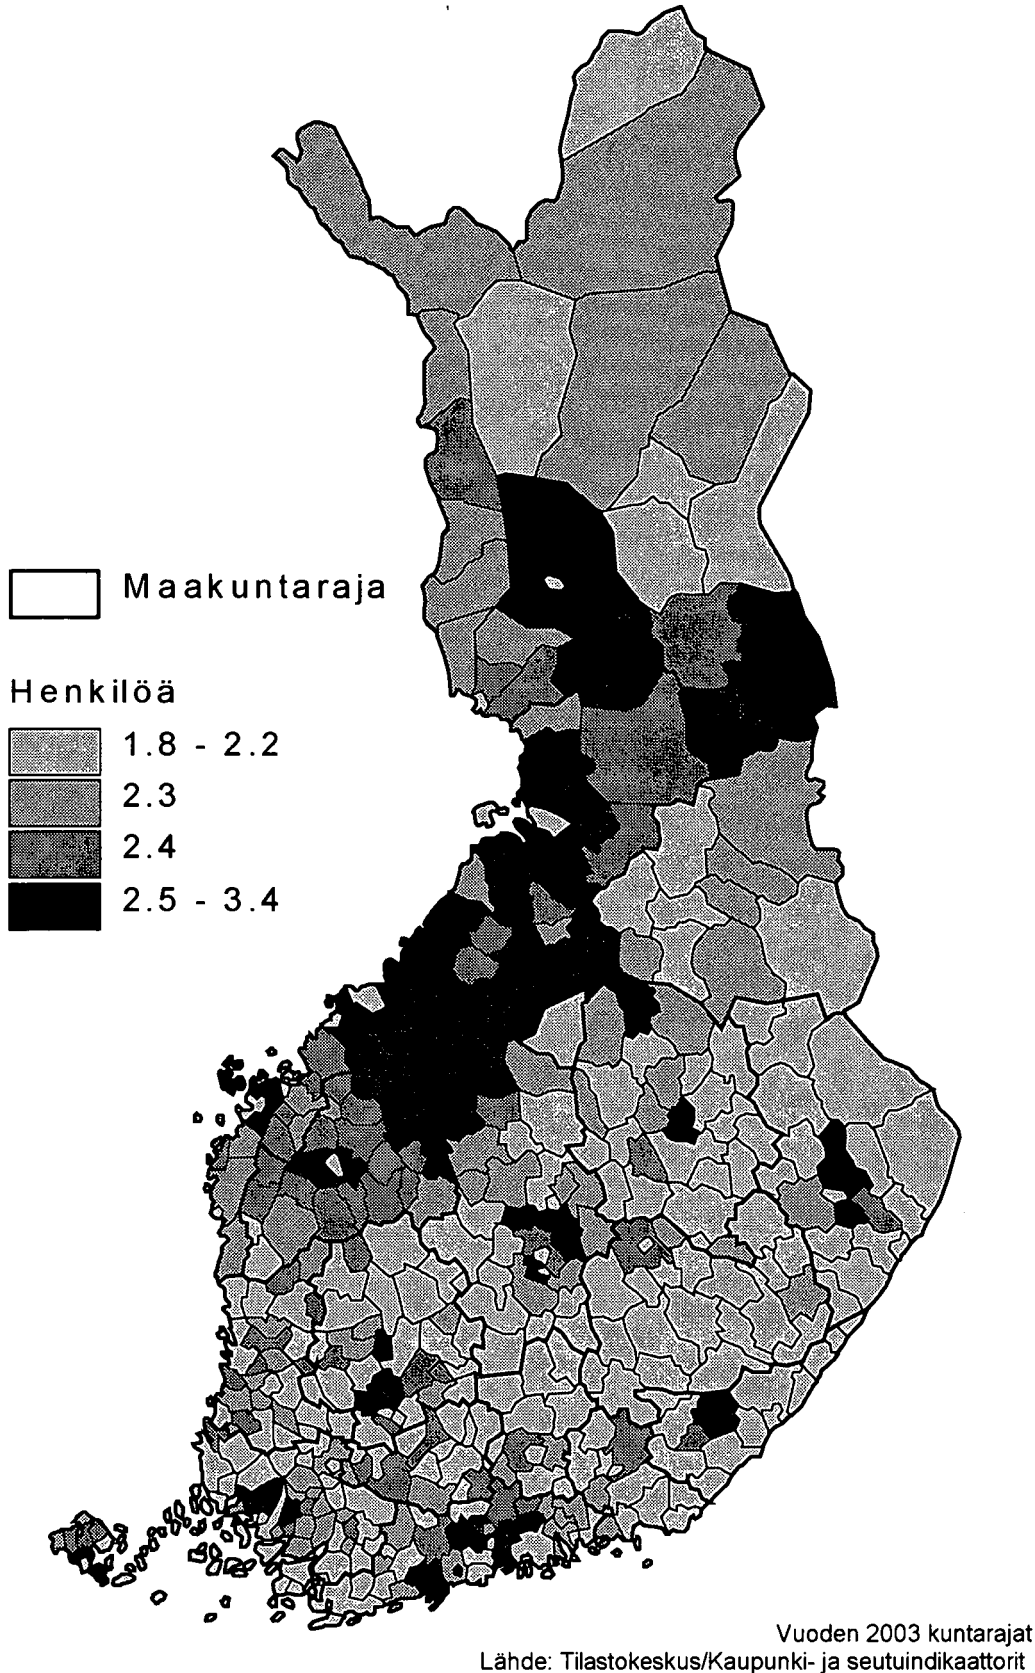 Maakuntaraja
Henkilöä
1.8 - 2.2
2.3
2.4
2.5 - 3.4
Vuoden 2003 kuntarajat
Lähde: Tilastokeskus/Kaupunki- ja seutuindikaattorit